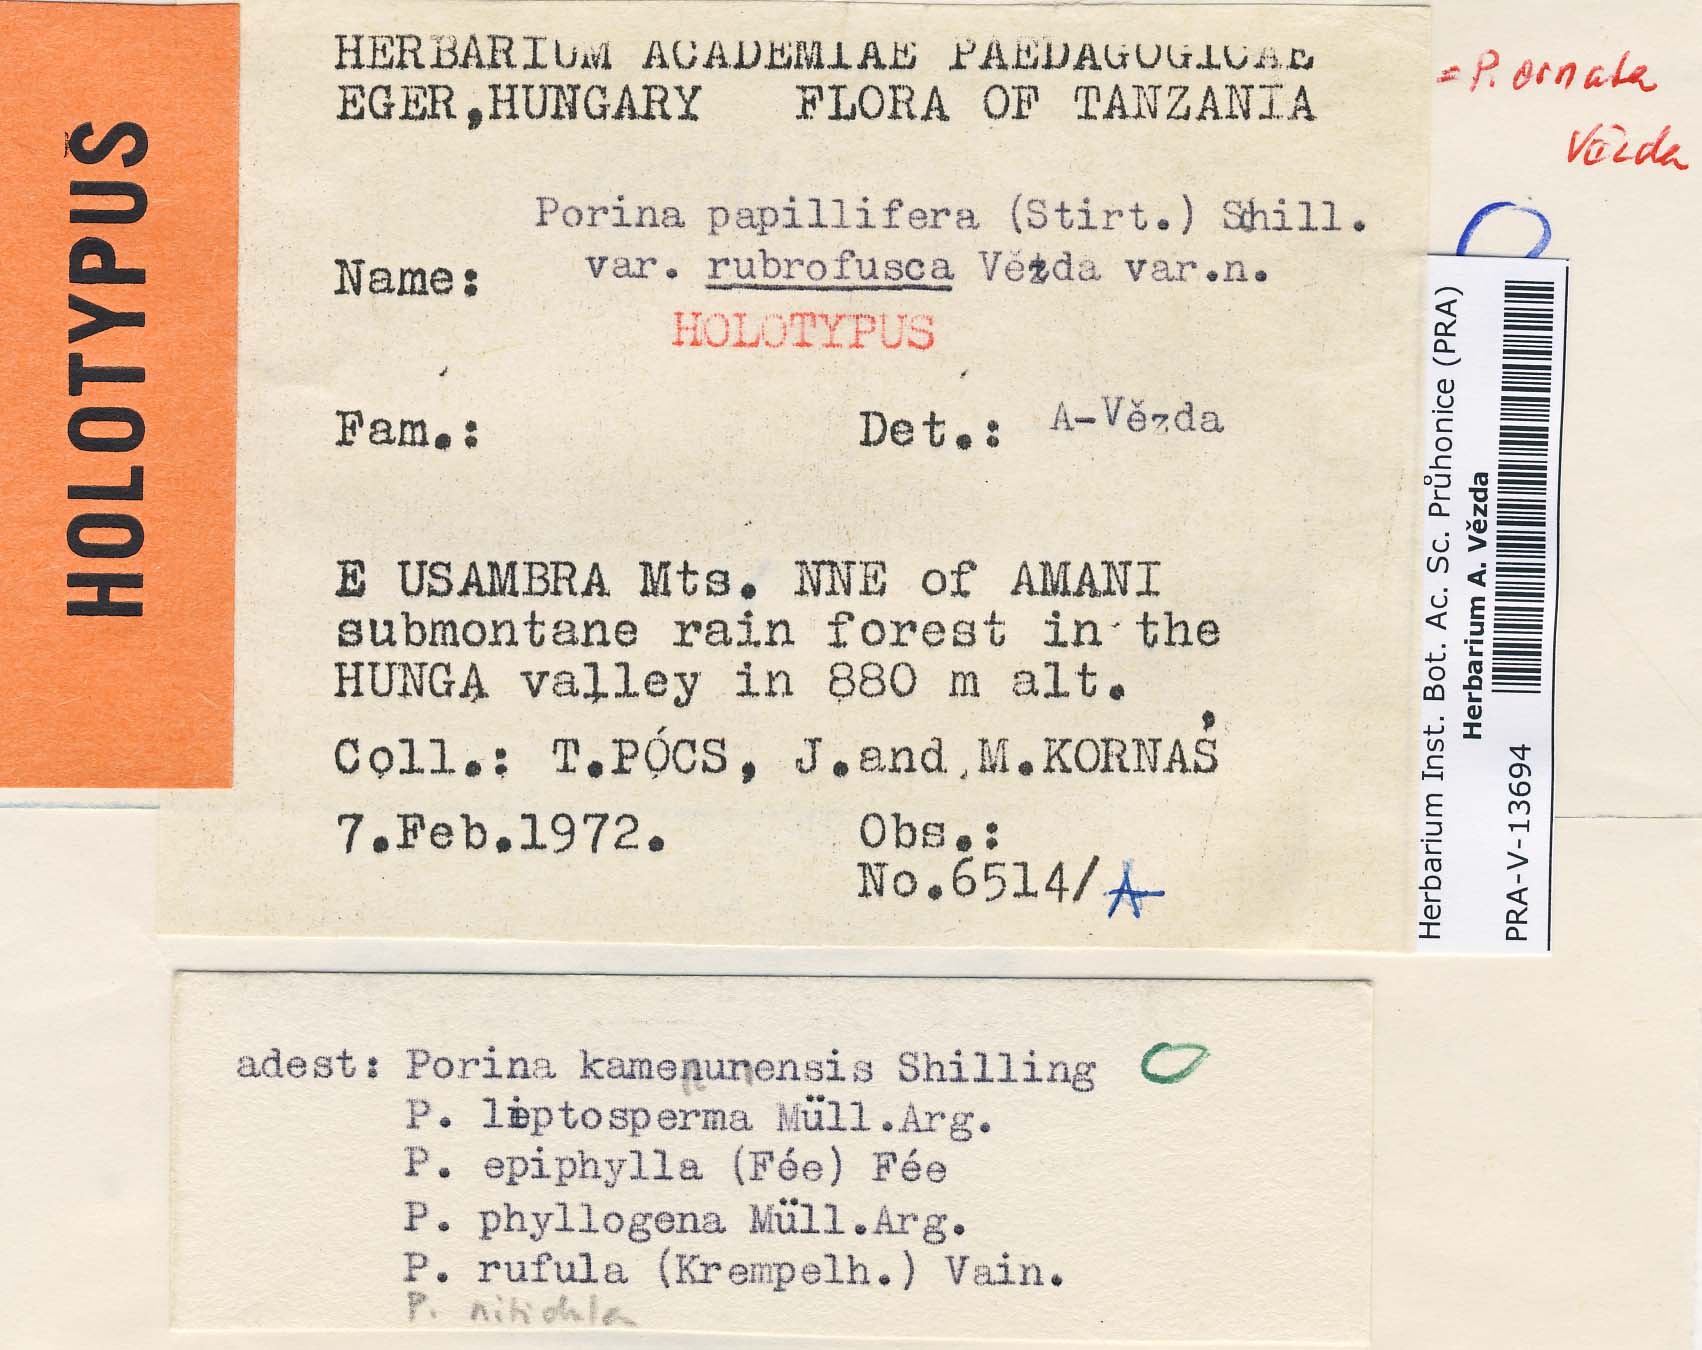 HOLOTYPUS
HERBARIUM ACADEMIAE PAEDAGOGICAE
EGER, HUNGARY FLORA OF TANZANIA
= P. ornata
Vězda
Porina papillifera (Stirt.) Schill.
Name: var. rubrofusca Vězda var.n.
HOLOTYPUS
Fam.: Det.: A-Vězda
E USAMBRA Mts. NNE of AMANI
submontane rain forest in the
HUNGA valley in 880 m alt.
Coll.: T.PÓCS, J.and M.KORNAŚ
7.Feb.1972. Obs.:
No.6514/A
Herbarium Inst. Bot. Ac. Sc. Průhonice (PRA)
Herbarium A. Vězda
PRA-V-13694
adest: Porina kamerunensis Shilling
P. leptosperma Müll.Arg.
P. epiphylla (Fée) Fée
P. phyllogena Müll.Arg.
P. rufula (Krempelh.) Vain.
P. nitidula